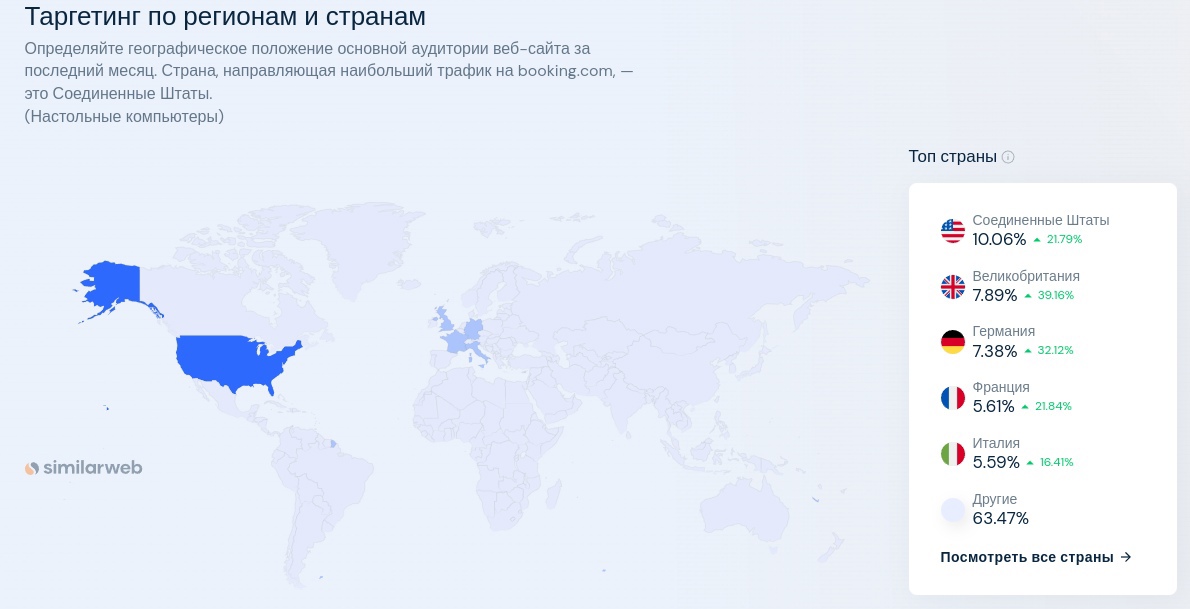 Таргетинг по регионам и странам
Определяйте географическое положение основной аудитории веб-сайта за
последний месяц. Страна, направляющая наибольший трафик на booking.com, —
это Соединенные Штаты.
(Настольные компьютеры)
Топ страны
Соединенные Штаты
10.06% 21.79%
Великобритания
7.89% 39.16%
Германия
7.38% 32.12%
Франция
5.61% 21.84%
Италия
5.59% 16.41%
Другие
63.47%
Посмотреть все страны →
similarweb